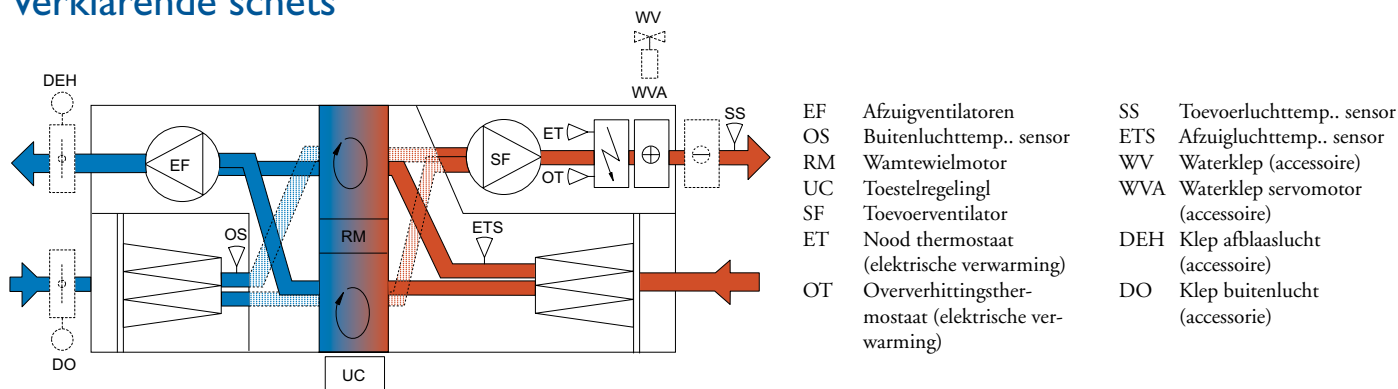 Verklarende schets
WV
WVA
DEH
SS
ET
OT
EF
SF
OS
RM
ETS
DO
UC
EF Afzuigventilatoren
OS Buitenluchttemp.. sensor
RM Wamtewielmotor
UC Toestelregelingl
SF Toevoerventilator
ET Nood thermostaat
(elektrische verwarming)
OT Oververhittingsther-
mostaat (elektrische ver-
warming)
SS Toevoerluchttemp.. sensor
ETS Afzuigluchttemp.. sensor
WV Waterklep (accessoire)
WVA Waterklep servomotor
(accessoire)
DEH Klep afblaaslucht
(accessoire)
DO Klep buitenlucht
(accessorie)